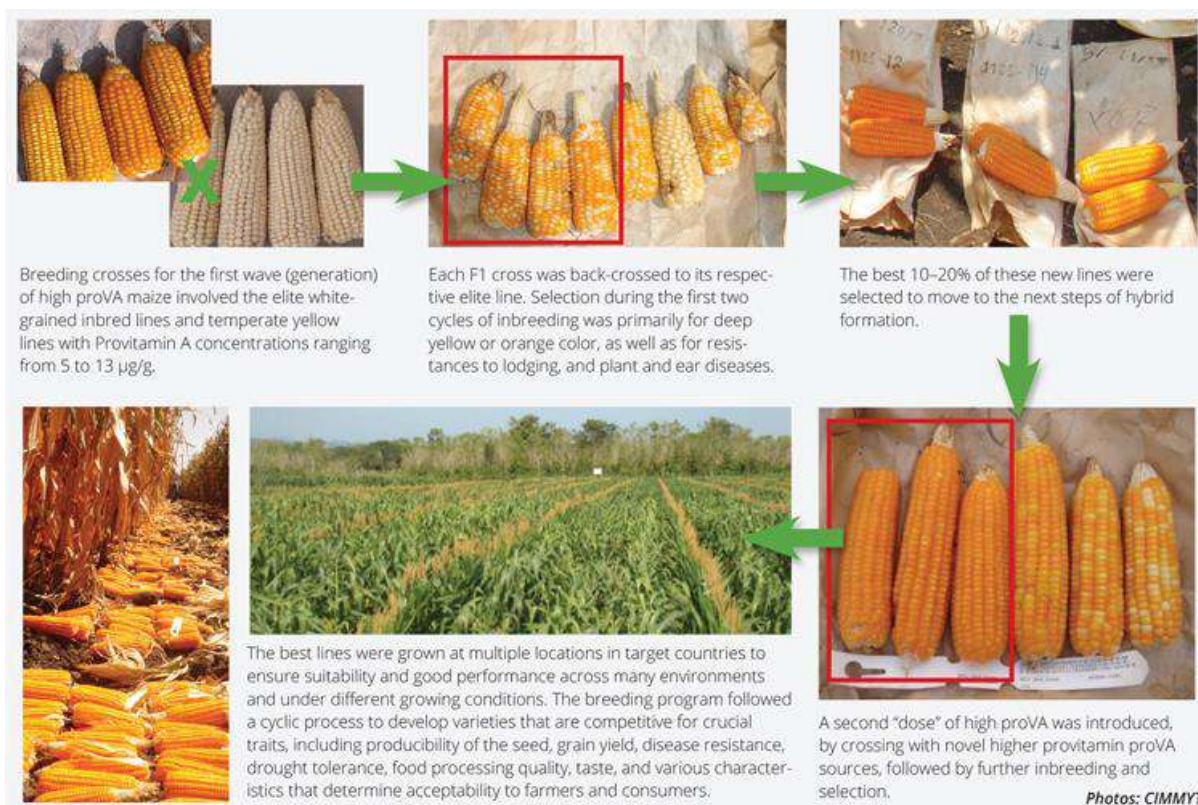 Breeding crosses for the first wave (generation)
of high proVA maize involved the elite white-
grained inbred lines and temperate yellow
lines with Provitamin A concentrations ranging
from 5 to 13 µg/g.
Each F1 cross was back-crossed to its respec-
tive elite line. Selection during the first two
cycles of inbreeding was primarily for deep
yellow or orange color, as well as for resis-
tances to lodging, and plant and ear diseases.
The best 10–20% of these new lines were
selected to move to the next steps of hybrid
formation.
The best lines were grown at multiple locations in target countries to
ensure suitability and good performance across many environments
and under different growing conditions. The breeding program followed
a cyclic process to develop varieties that are competitive for crucial
traits, including producibility of the seed, grain yield, disease resistance,
drought tolerance, food processing quality, taste, and various character-
istics that determine acceptability to farmers and consumers.
A second “dose” of high proVA was introduced,
by crossing with novel higher provitamin proVA
sources, followed by further inbreeding and
selection.
Photos: CIMMYT